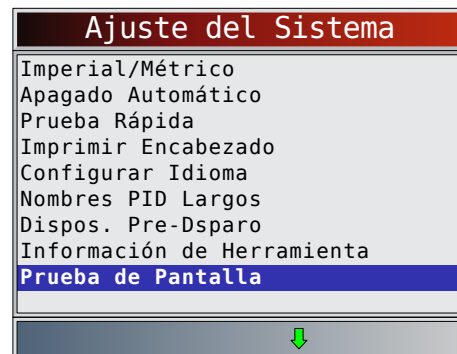 Ajuste del Sistema
Imperial/Métrico
Apagado Automático
Prueba Rápida
Imprimir Encabezado
Configurar Idioma
Nombres PID Largos
Dispos. Pre-Dsparo
Información de Herramienta
Prueba de Pantalla